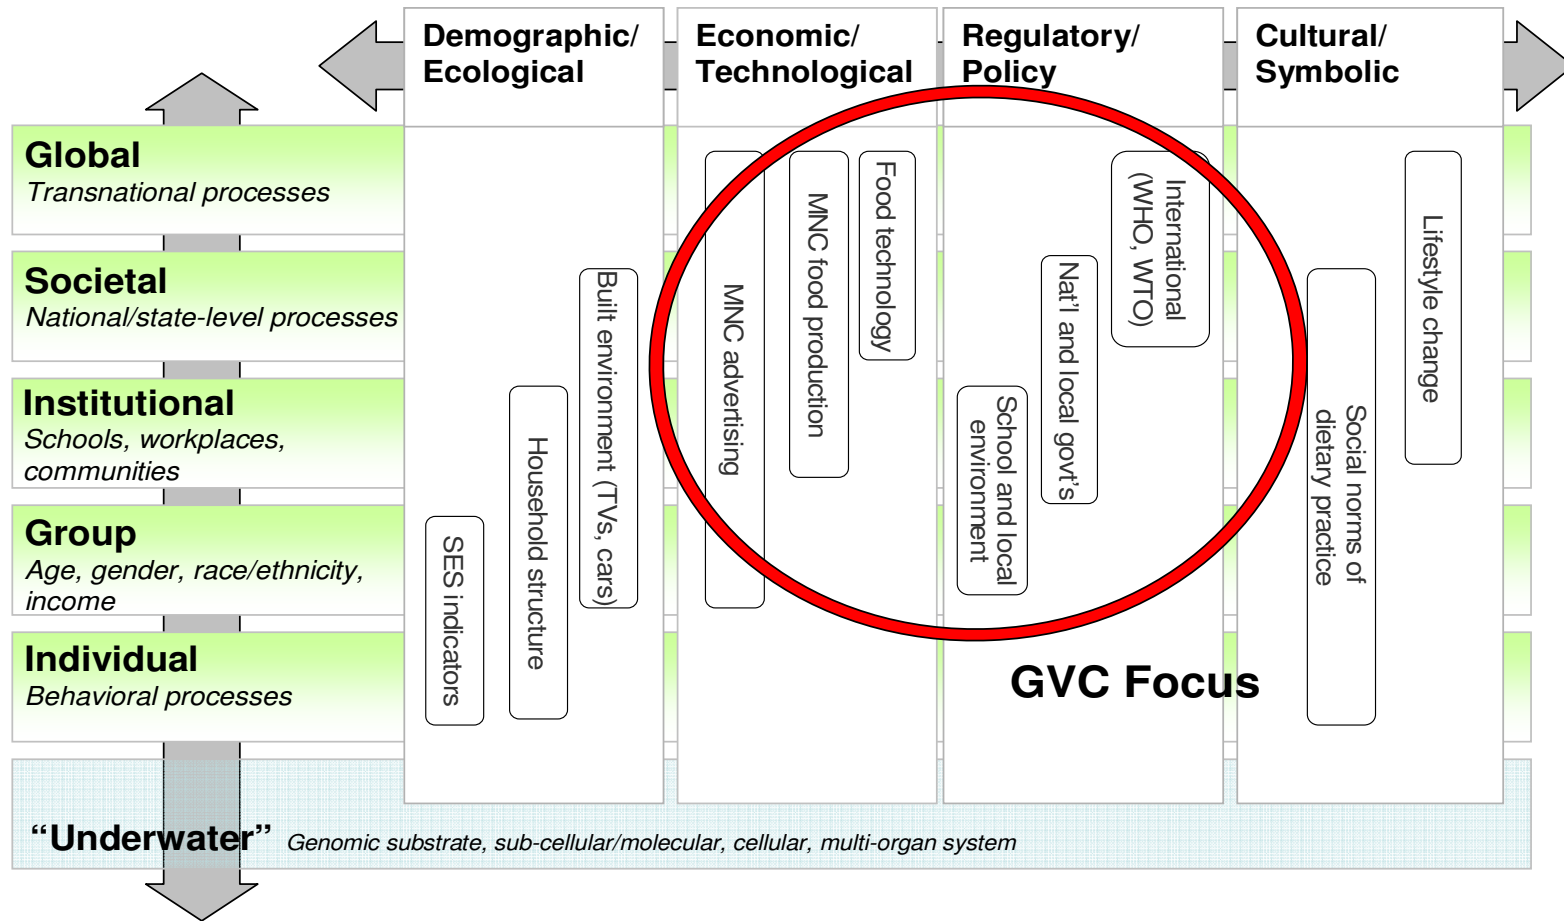 Demographic/
Ecological
Economic/
Technological
Regulatory/
Policy
Cultural/
Symbolic
Global
Transnational processes
Societal
National/state-level processes
Institutional
Schools, workplaces,
communities
Group
Age, gender, race/ethnicity,
income
Individual
Behavioral processes
“Underwater” Genomic substrate, sub-cellular/molecular, cellular, multi-organ system
SES indicators
Household structure
Built environment (TVs, cars)
MNC advertising
MNC food production
Food technology
School and local
environment
Nat’l and local govt’s
International
(WHO, WTO)
Social norms of
dietary practice
Lifestyle change
GVC Focus